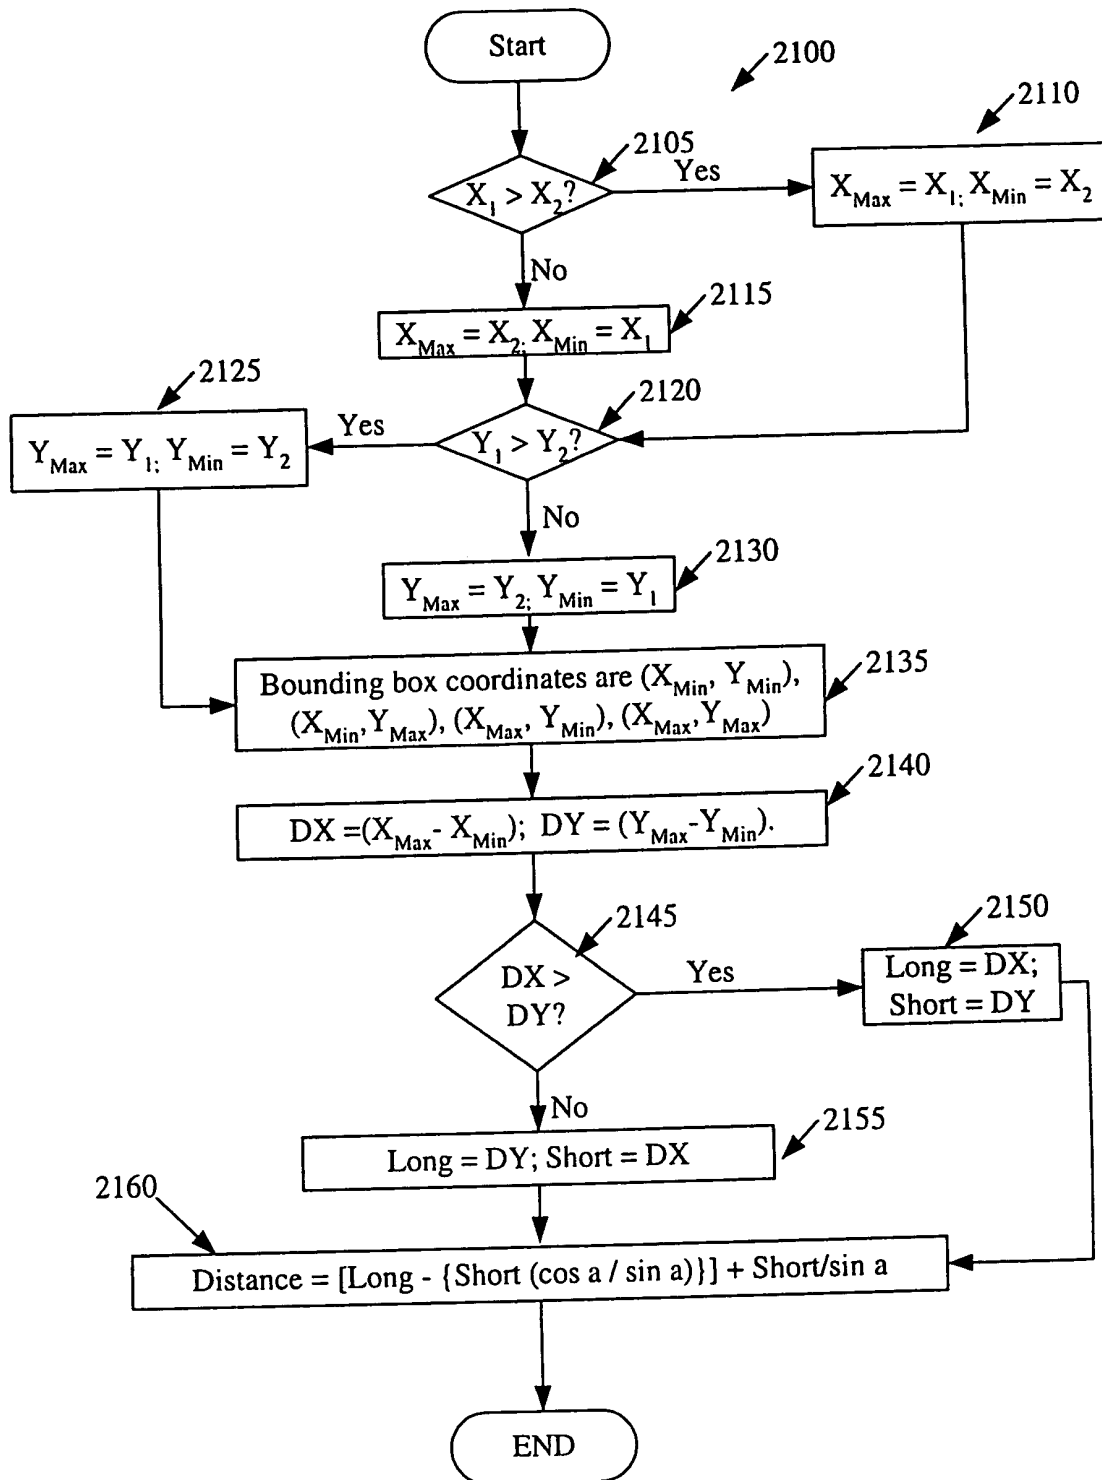 Start
2100
2110
2105
Yes
X1 > X2?
XMax = X1; XMin = X2
No
2115
XMax = X2; XMin = X1
2125
2120
Yes
YMax = Y1; YMin = Y2
Y1 > Y2?
No
2130
YMax = Y2; YMin = Y1
2135
Bounding box coordinates are (XMin, YMin),
(XMin,YMax), (XMax, YMin), (XMax,YMax)
2140
DX =(XMax- XMin); DY = (YMax-YMin).
2145
2150
DX >
DY?
Yes
Long = DX;
Short = DY
No
2155
Long = DY; Short = DX
2160
Distance = [Long - {Short (cos a / sin a)}] + Short/sin a
END